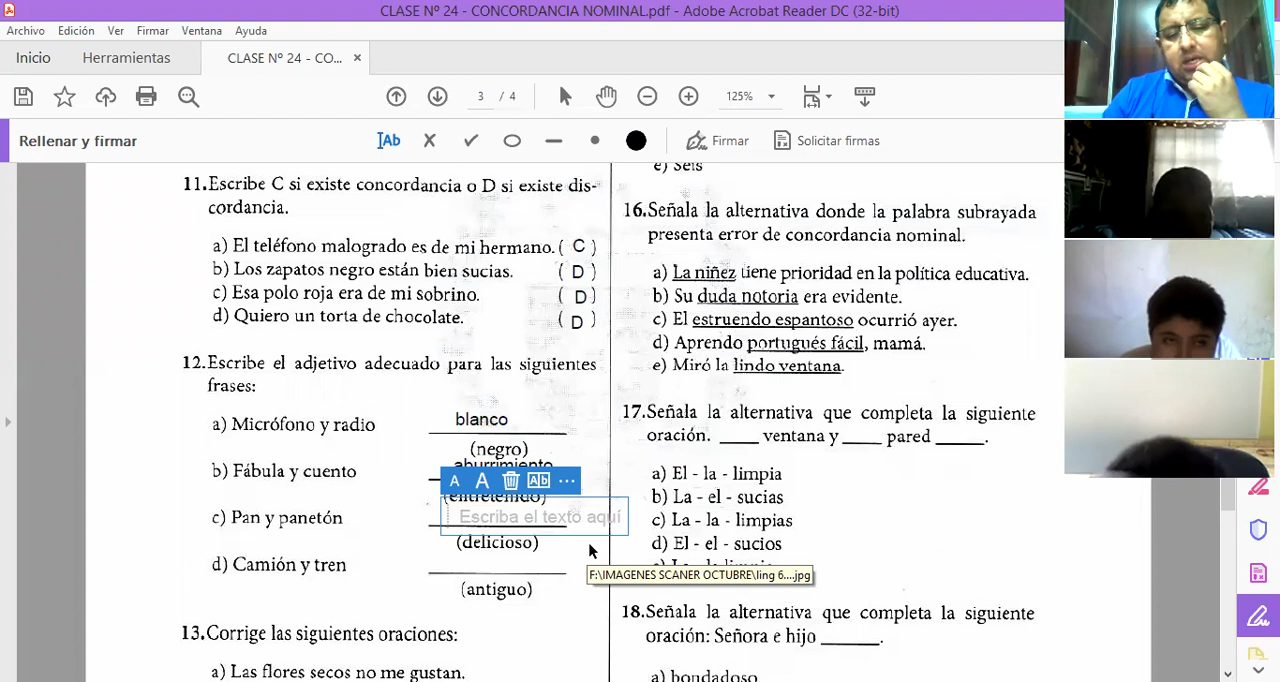 CLASE Nº 24 - CONCORDANCIA NOMINAL.pdf - Adobe Acrobat Reader DC (32-bit)
Archivo Edición Ver Firmar Ventana Ayuda
Inicio Herramientas CLASE Nº 24 - CO... ×
3 / 4 125%
Rellenar y firmar Ab Firmar Solicitar firmas
11.Escribe C si existe concordancia o D si existe dis-
cordancia.
a) El teléfono malogrado es de mi hermano. ( C )
b) Los zapatos negro están bien sucias. ( D )
c) Esa polo roja era de mi sobrino. ( D )
d) Quiero un torta de chocolate. ( D )
12.Escribe el adjetivo adecuado para las siguientes
frases:
a) Micrófono y radio blanco
(negro)
b) Fábula y cuento aburrimiento
A A Ab ...
(entretenido)
c) Pan y panetón Escriba el texto aquí
(delicioso)
d) Camión y tren ________
(antiguo)
F:\IMAGENES SCANER OCTUBRE\ling 6....jpg
13.Corrige las siguientes oraciones:
a) Las flores secos no me gustan.
e) Seis
16.Señala la alternativa donde la palabra subrayada
presenta error de concordancia nominal.
a) La niñez tiene prioridad en la política educativa.
b) Su duda notoria era evidente.
c) El estruendo espantoso ocurrió ayer.
d) Aprendo portugués fácil, mamá.
e) Miró la lindo ventana.
17.Señala la alternativa que completa la siguiente
oración. ____ ventana y ____ pared _____.
a) El - la - limpia
b) La - el - sucias
c) La - la - limpias
d) El - el - sucios
18.Señala la alternativa que completa la siguiente
oración: Señora e hijo ______.
a) bondadoso